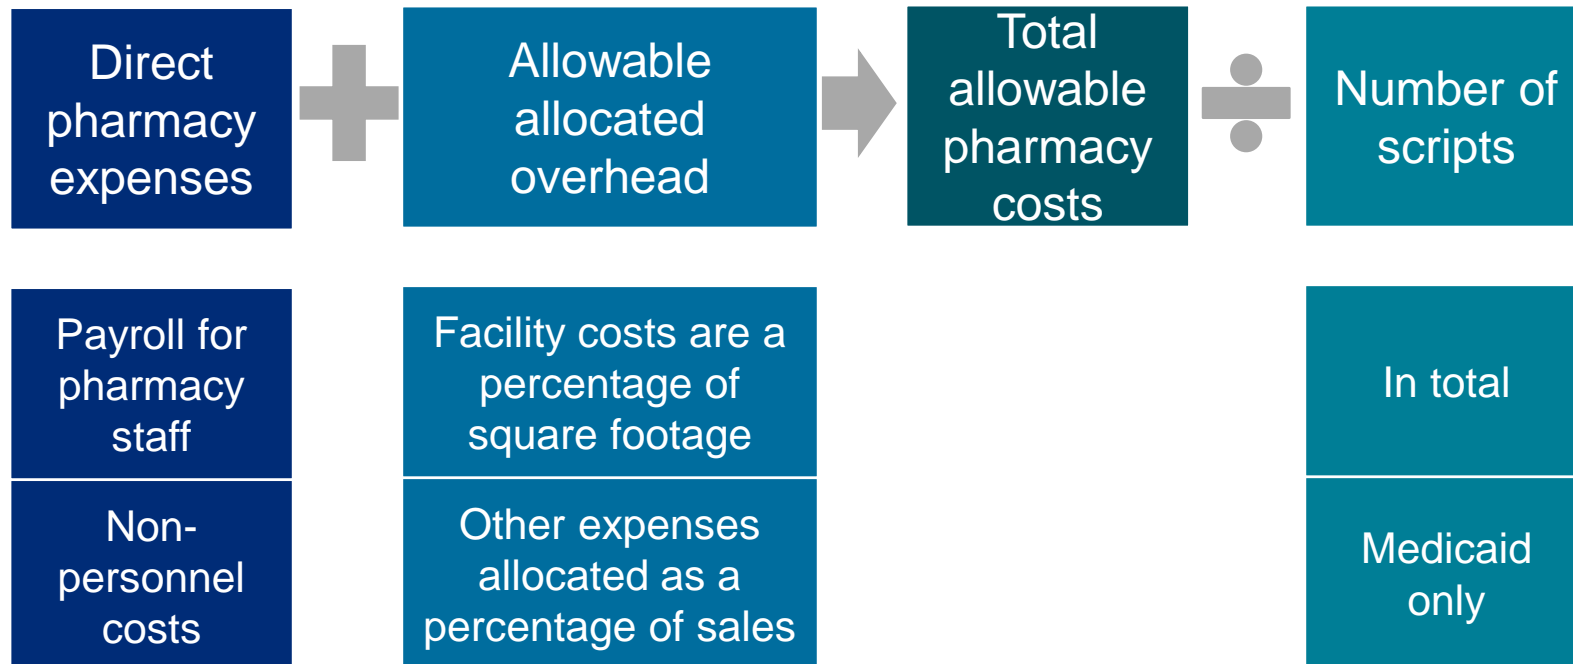 Direct
pharmacy
expenses
Allowable
allocated
overhead
Total
allowable
pharmacy
costs
Number of
scripts
Payroll for
pharmacy
staff
Facility costs are a
percentage of
square footage
In total
Non-
personnel
costs
Other expenses
allocated as a
percentage of sales
Medicaid
only